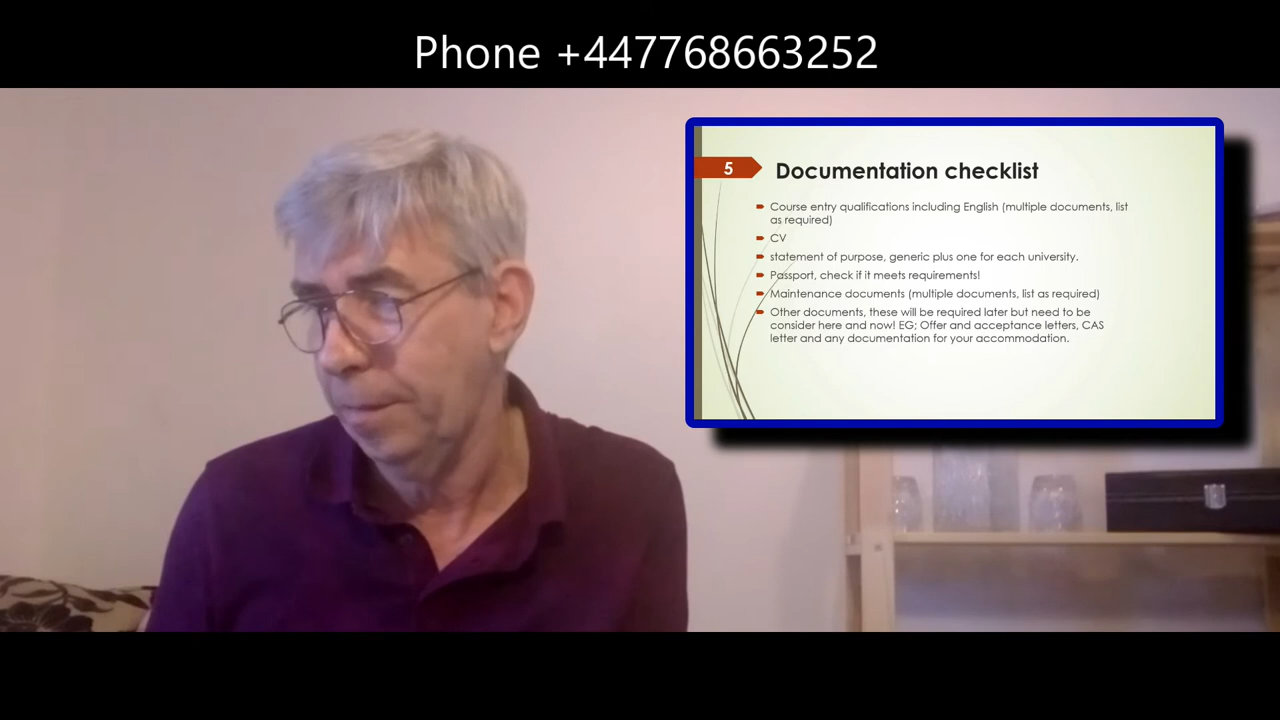 Phone +447768663252
5
Documentation checklist
Course entry qualifications including English (multiple documents, list
as required)
CV
statement of purpose, generic plus one for each university.
Passport, check if it meets requirements!
Maintenance documents (multiple documents, list as required)
Other documents, these will be required later but need to be
consider here and now! EG; Offer and acceptance letters, CAS
letter and any documentation for your accommodation.